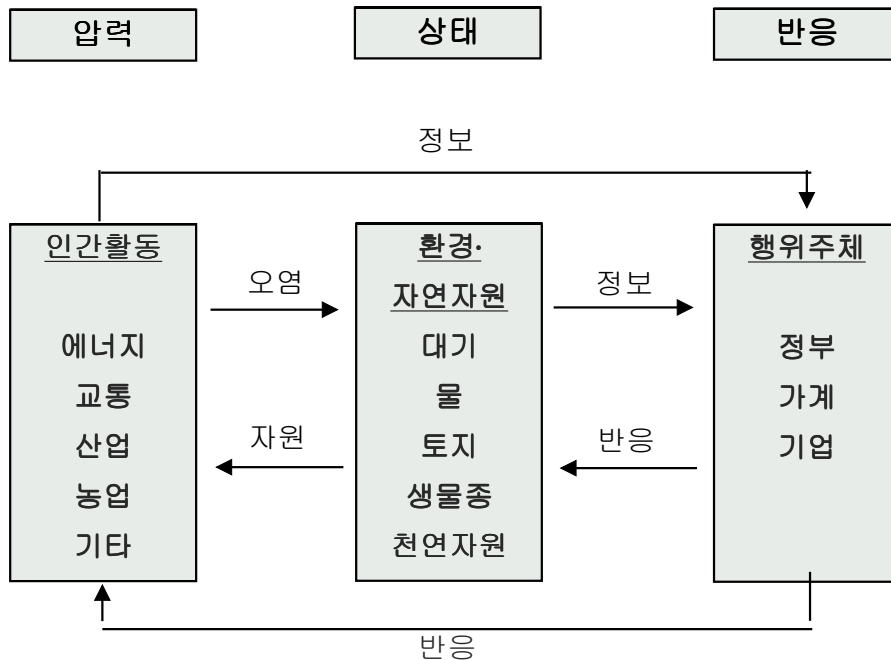 압력
상태
반응
정보
인간활동
에너지
교통
산업
농업
기타
오염
자원
환경·
자연자원
대기
물
토지
생물종
천연자원
정보
반응
행위주체
정부
가계
기업
반응